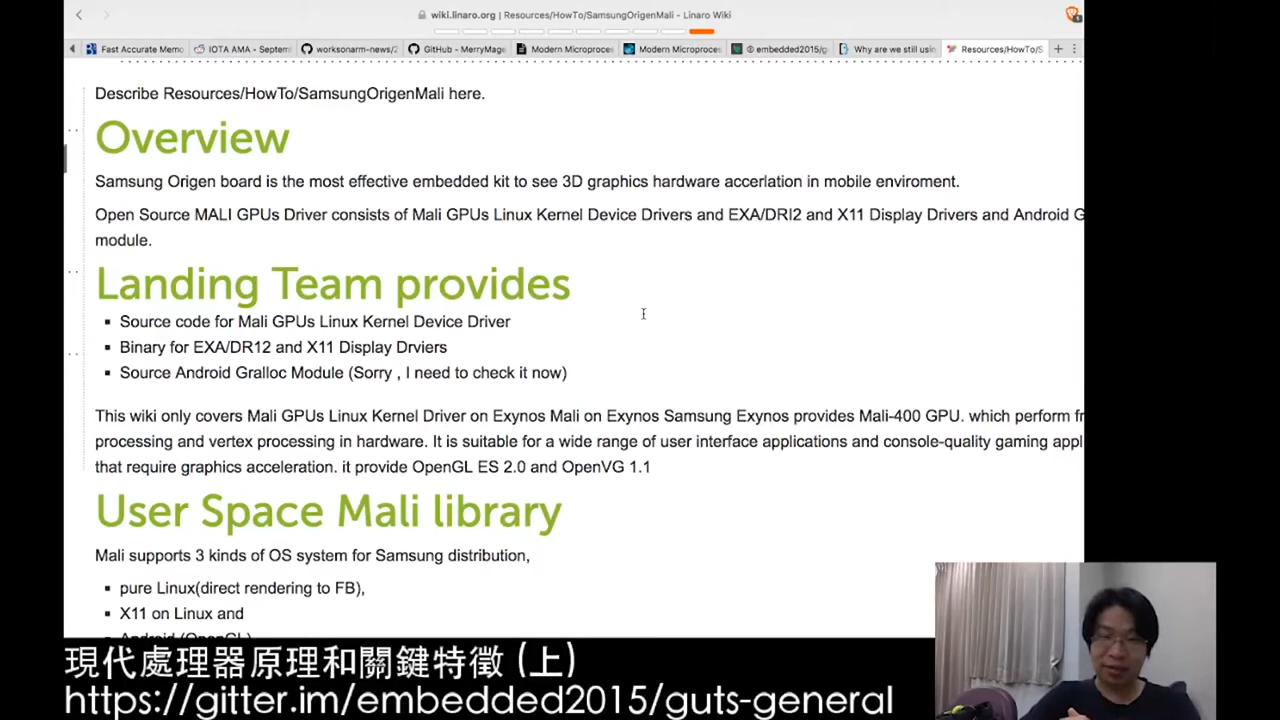 wiki.linaro.org | Resources/HowTo/SamsungOrigenMali - Linaro Wiki
Fast Accurate Memo
IOTA AMA - Septem
worksonarm-news/2
GitHub - MerryMage
Modern Microproces
Modern Microproces
embedded2015/g
Why are we still usin
Resources/HowTo/S
Describe Resources/HowTo/SamsungOrigenMali here.
Overview
Samsung Origen board is the most effective embedded kit to see 3D graphics hardware accerlation in mobile enviroment.
Open Source MALI GPUs Driver consists of Mali GPUs Linux Kernel Device Drivers and EXA/DRI2 and X11 Display Drivers and Android G
module.
Landing Team provides
Source code for Mali GPUs Linux Kernel Device Driver
Binary for EXA/DR12 and X11 Display Drviers
Source Android Gralloc Module (Sorry , I need to check it now)
This wiki only covers Mali GPUs Linux Kernel Driver on Exynos Mali on Exynos Samsung Exynos provides Mali-400 GPU. which perform fr
processing and vertex processing in hardware. It is suitable for a wide range of user interface applications and console-quality gaming appl
that require graphics acceleration. it provide OpenGL ES 2.0 and OpenVG 1.1
User Space Mali library
Mali supports 3 kinds of OS system for Samsung distribution,
pure Linux(direct rendering to FB),
X11 on Linux and
Android (OpenGL)
現代處理器原理和關鍵特徵 (上)
https://gitter.im/embedded2015/guts-general